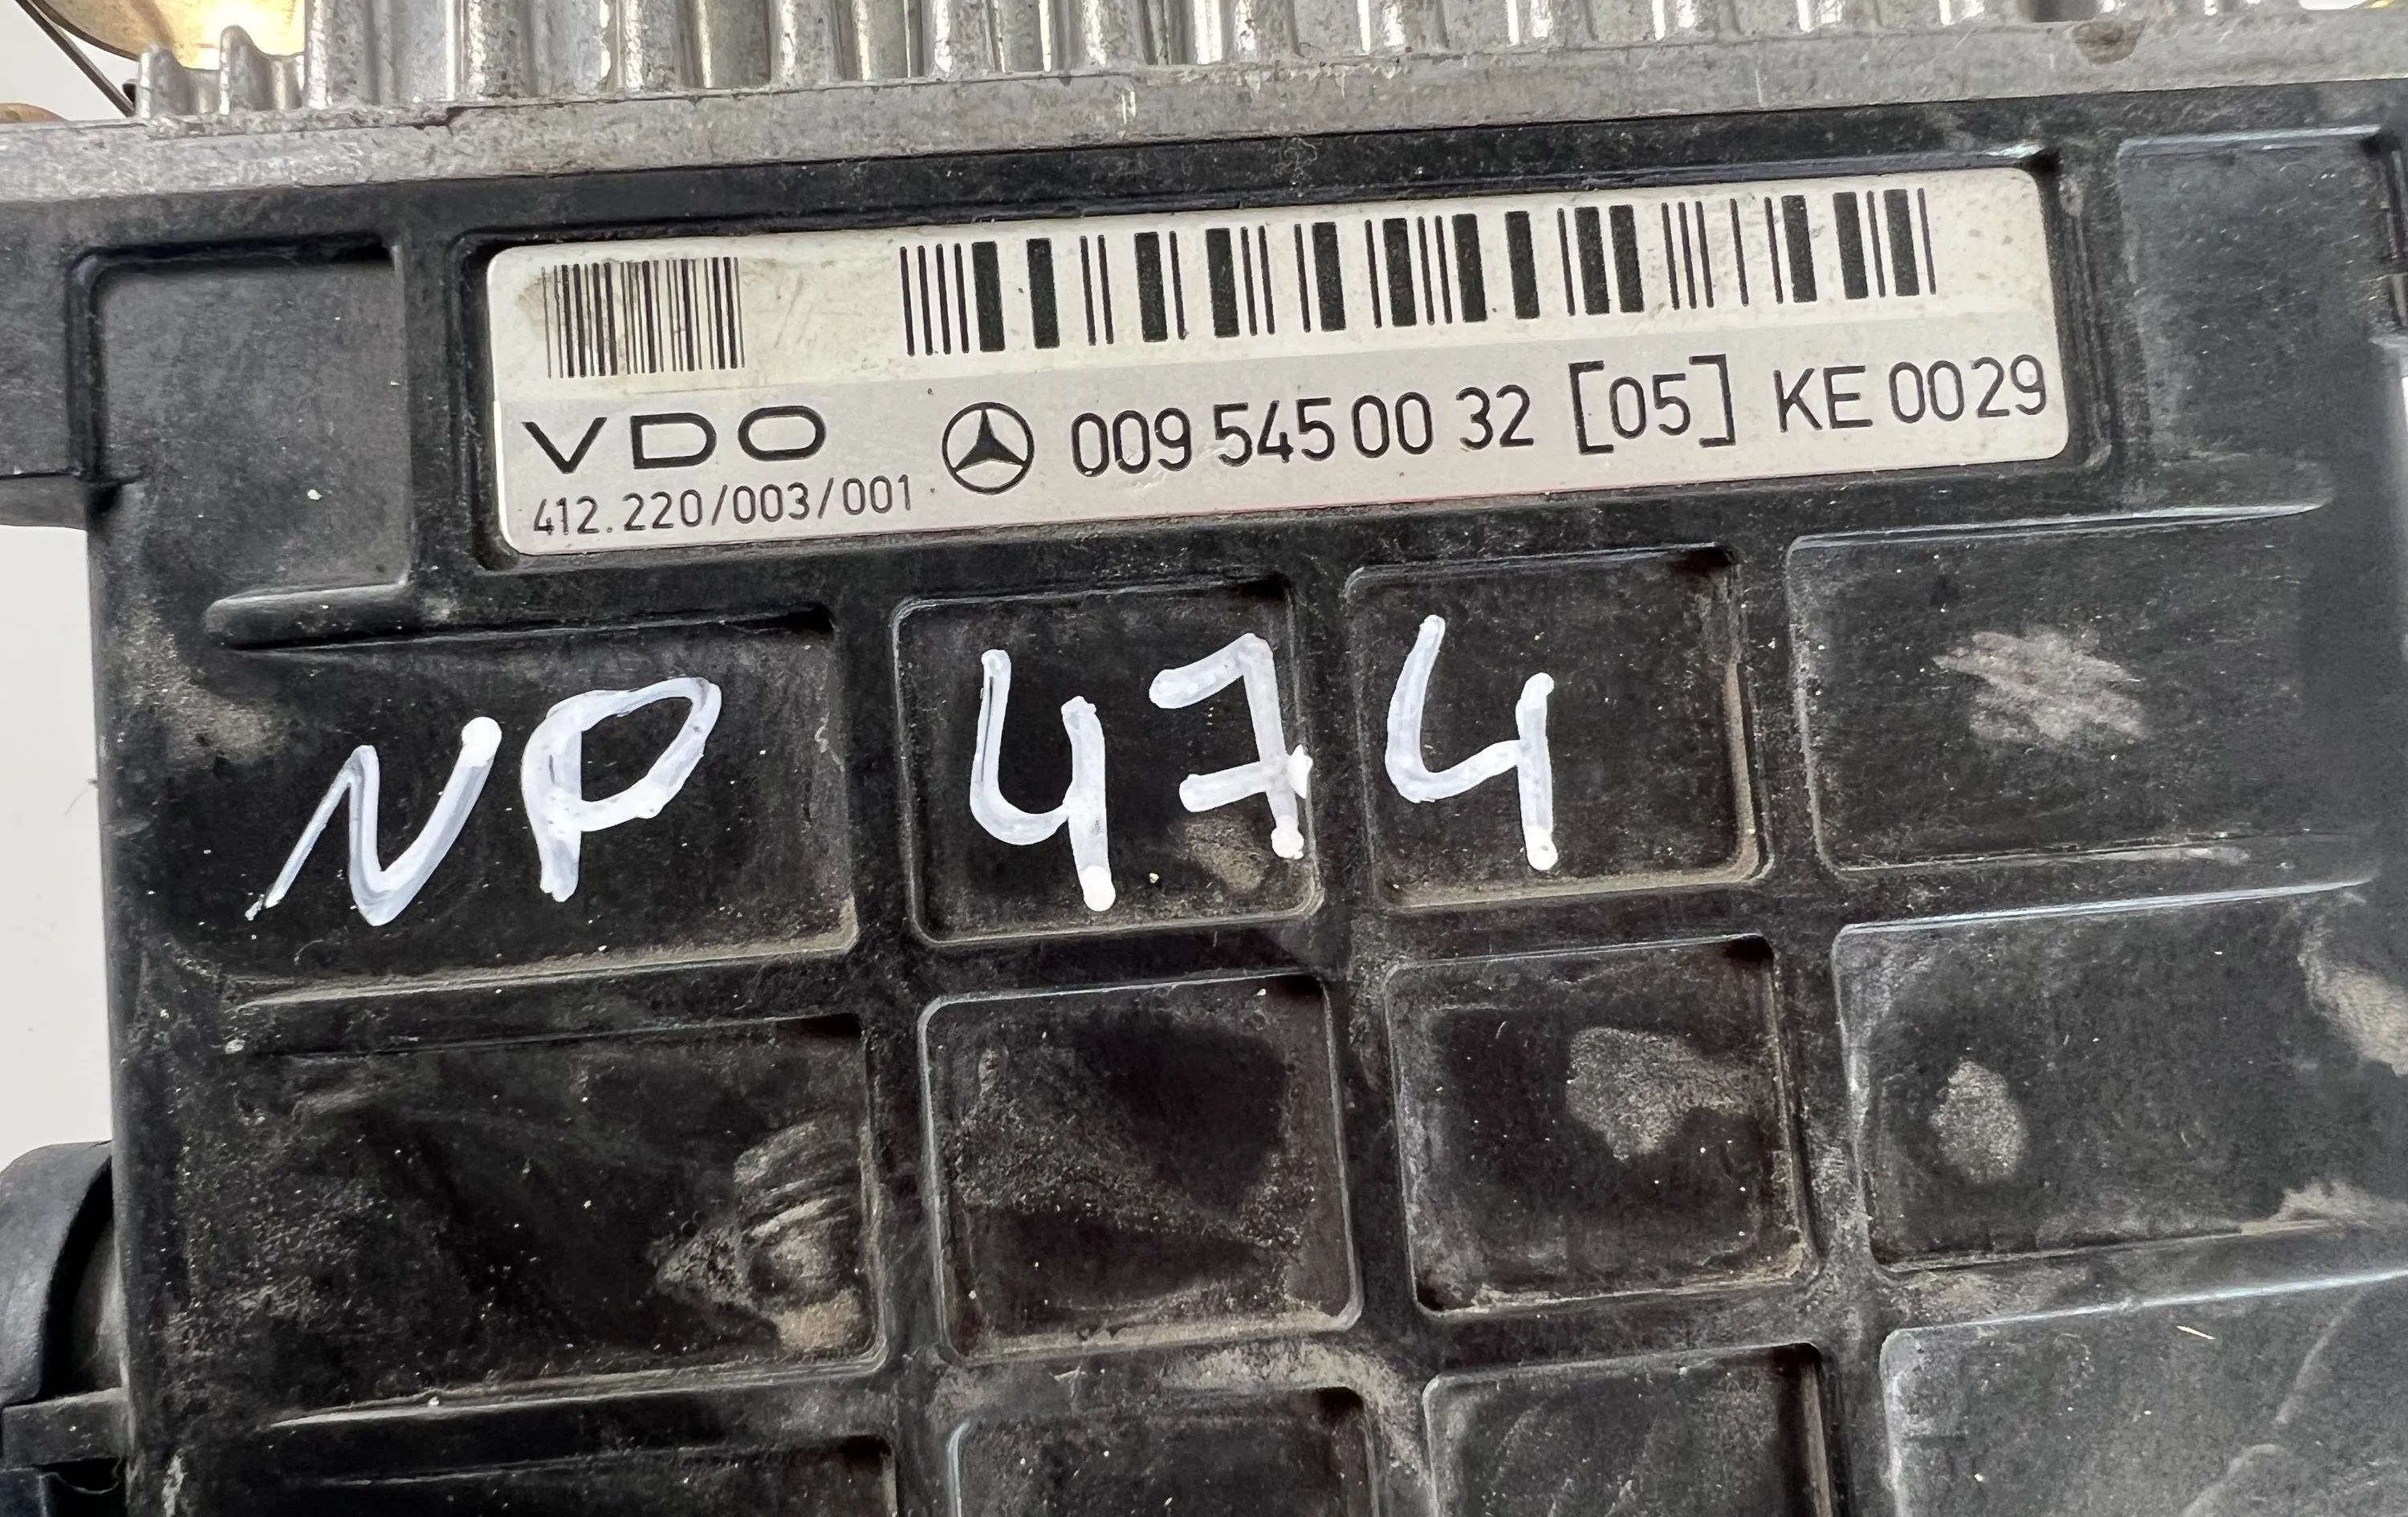 VDO 009 545 00 32 [05] KE 0029
412.220/003/001
NP 474